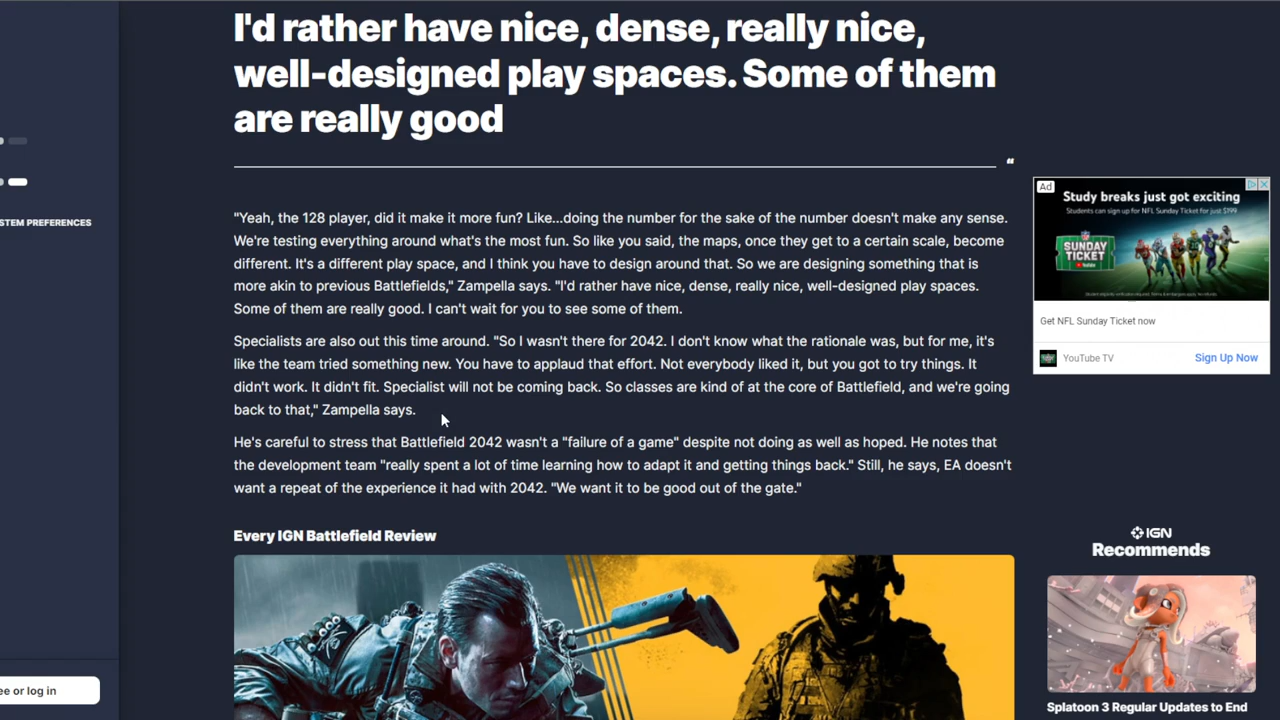 I'd rather have nice, dense, really nice,
well-designed play spaces. Some of them
are really good
“
"Yeah, the 128 player, did it make it more fun? Like...doing the number for the sake of the number doesn't make any sense.
We're testing everything around what's the most fun. So like you said, the maps, once they get to a certain scale, become
different. It's a different play space, and I think you have to design around that. So we are designing something that is
more akin to previous Battlefields," Zampella says. "I'd rather have nice, dense, really nice, well-designed play spaces.
Some of them are really good. I can't wait for you to see some of them.
Specialists are also out this time around. "So I wasn't there for 2042. I don't know what the rationale was, but for me, it's
like the team tried something new. You have to applaud that effort. Not everybody liked it, but you got to try things. It
didn't work. It didn't fit. Specialist will not be coming back. So classes are kind of at the core of Battlefield, and we're going
back to that," Zampella says.
He's careful to stress that Battlefield 2042 wasn't a "failure of a game" despite not doing as well as hoped. He notes that
the development team "really spent a lot of time learning how to adapt it and getting things back." Still, he says, EA doesn't
want a repeat of the experience it had with 2042. "We want it to be good out of the gate."
Every IGN Battlefield Review
STEM PREFERENCES
ee or log in
Ad
Study breaks just got exciting
Students can sign up for NFL Sunday Ticket for just $199
SUNDAY
TICKET
YouTube
Get NFL Sunday Ticket now
YouTube TV
Sign Up Now
IGN
Recommends
Splatoon 3 Regular Updates to End